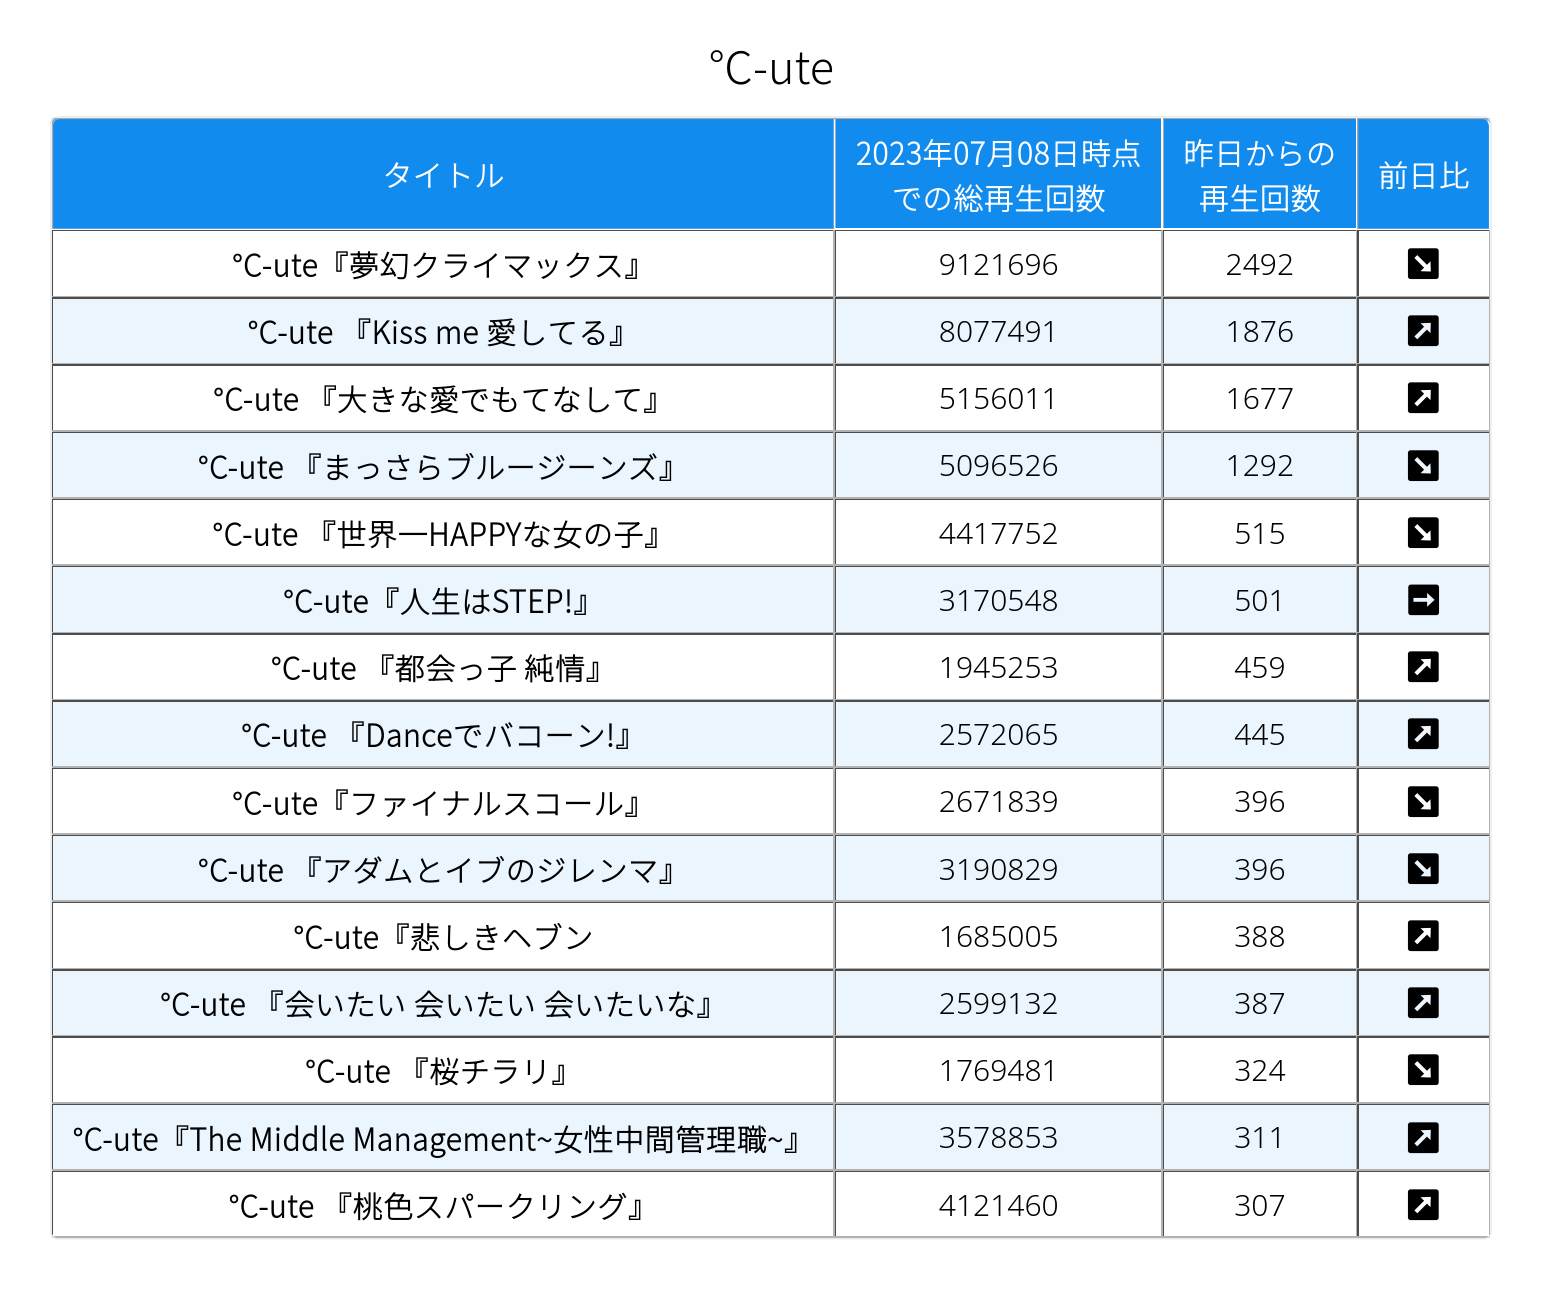 ℃-ute
タイトル
2023年07月08日時点
での総再生回数
昨日からの
再生回数
前日比
℃-ute『夢幻クライマックス』 9121696 2492
℃-ute 『Kiss me 愛してる』 8077491 1876
℃-ute 『大きな愛でもてなして』 5156011 1677
℃-ute 『まっさらブルージーンズ』 5096526 1292
℃-ute 『世界一HAPPYな女の子』 4417752 515
℃-ute『人生はSTEP!』 3170548 501
℃-ute 『都会っ子 純情』 1945253 459
℃-ute 『Danceでバコーン!』 2572065 445
℃-ute『ファイナルスコール』 2671839 396
℃-ute 『アダムとイブのジレンマ』 3190829 396
℃-ute『悲しきヘブン 1685005 388
℃-ute 『会いたい 会いたい 会いたいな』 2599132 387
℃-ute 『桜チラリ』 1769481 324
℃-ute『The Middle Management~女性中間管理職~』 3578853 311
℃-ute 『桃色スパークリング』 4121460 307